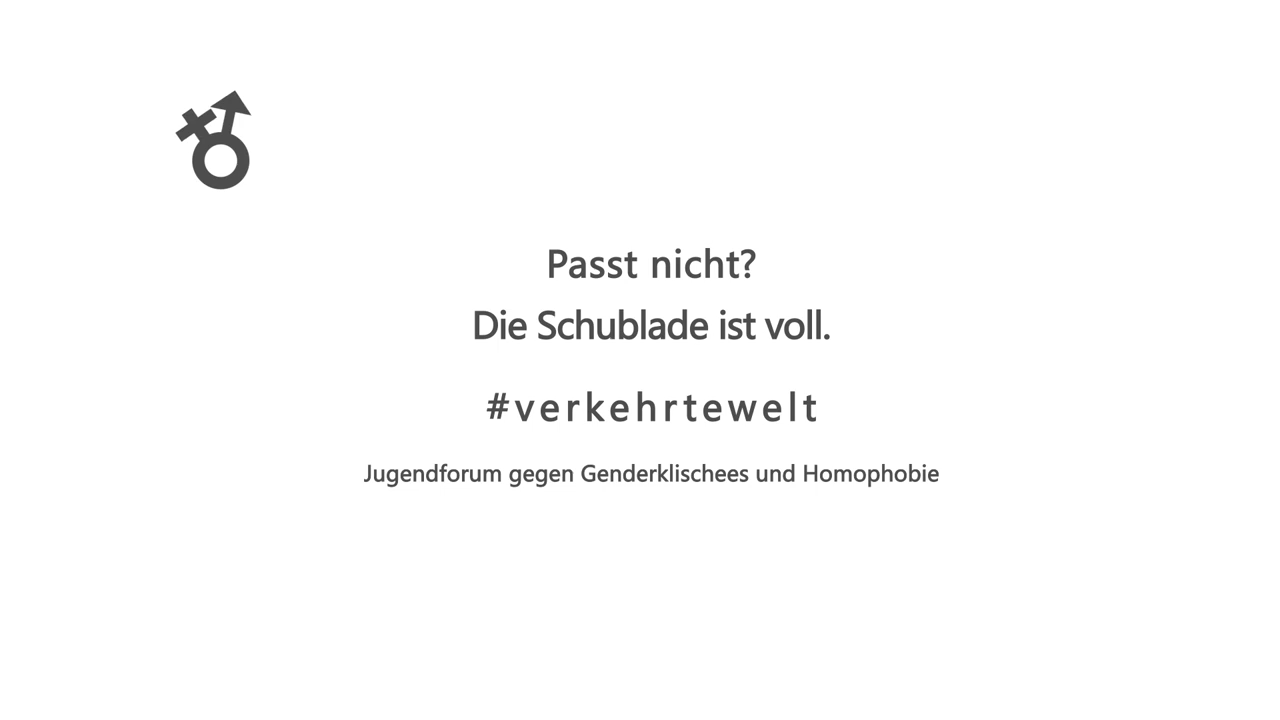 Passt nicht?
Die Schublade ist voll.
#verkehrtewelt
Jugendforum gegen Genderklischees und Homophobie